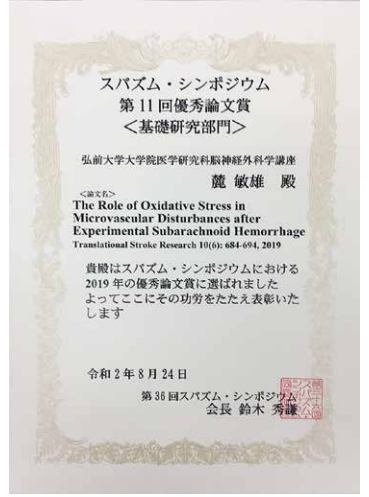 スパズム・シンポジウム
第11回優秀論文賞
＜基礎研究部門＞
弘前大学大学院医学研究科脳神経外科学講座
麓 敏雄 殿
＜論文名＞
The Role of Oxidative Stress in
Microvascular Disturbances after
Experimental Subarachnoid Hemorrhage
Translational Stroke Research 10(6): 684-694, 2019
貴殿はスパズム・シンポジウムにおける
2019年の優秀論文賞に選ばれました
よってここにその功労をたたえ表彰いた
します
令和2年8月24日
第36回スパズム・シンポジウム
会長 鈴木 秀謙